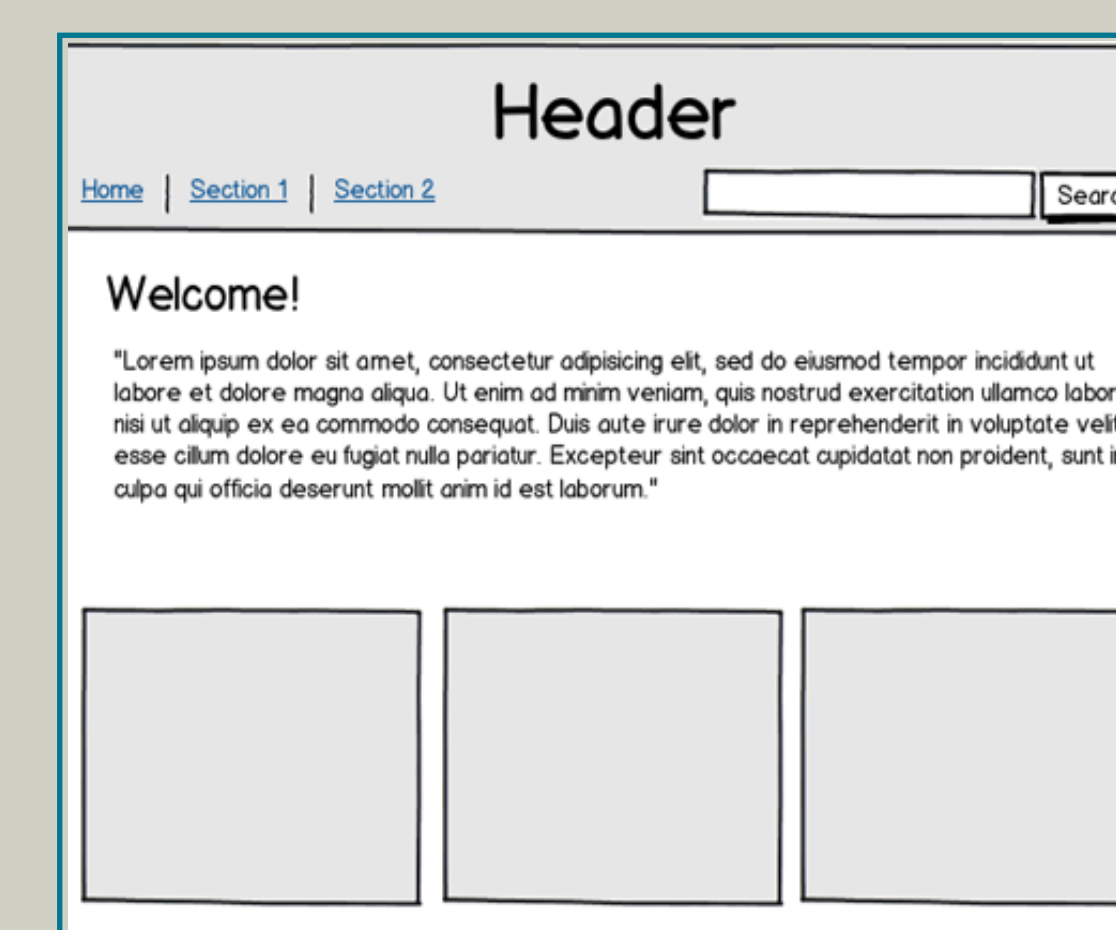 Header
Home | Section 1 | Section 2
Welcome!
"Lorem ipsum dolor sit amet, consectetur adipisicing elit, sed do eiusmod tempor incididunt ut
labore et dolore magna aliqua. Ut enim ad minim veniam, quis nostrud exercitation ullamco
nisi ut aliquip ex ea commodo consequat. Duis aute irure dolor in reprehenderit in voluptate velit
esse cillum dolore eu fugiat nulla pariatur. Excepteur sint occaecat cupidatat non proident, sunt
culpa qui officia deserunt mollit anim id est laborum."